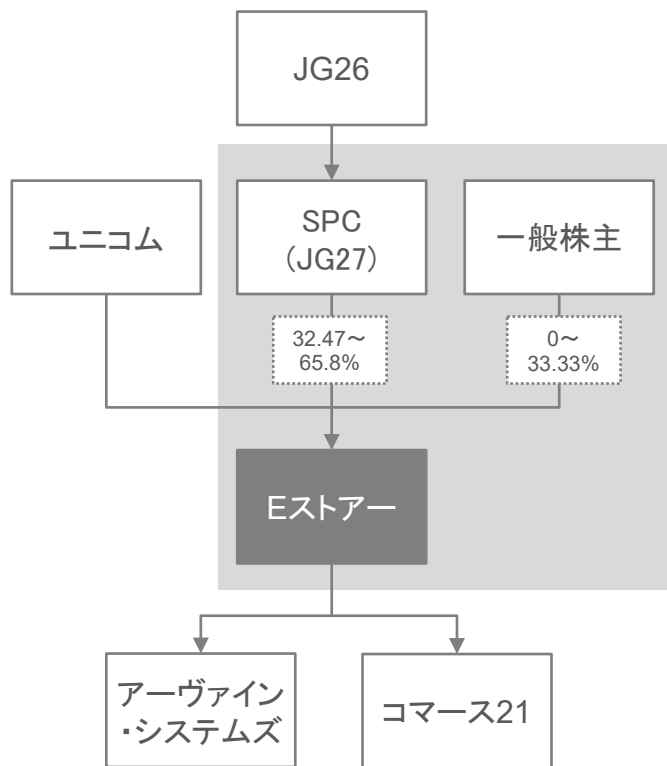 JG26
ユニコム
SPC
（JG27）
一般株主
32.47～
65.8%
0～
33.33%
Eストアー
アーヴァイン
・システムズ
コマース21